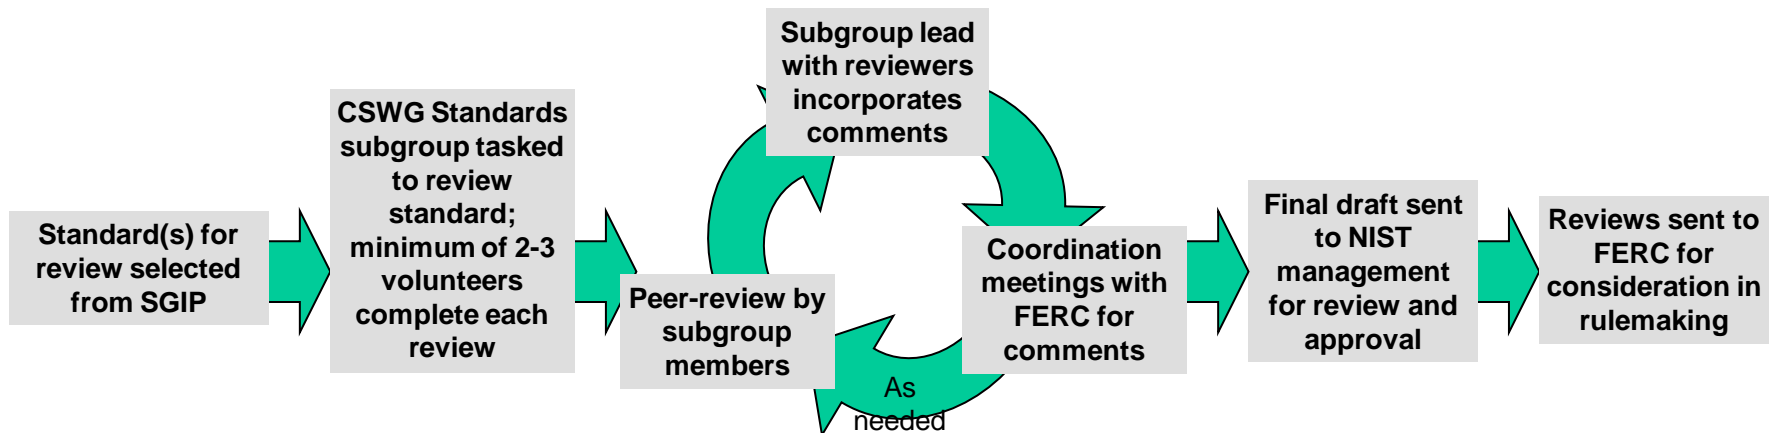 Standard(s) for
review selected
from SGIP
CSWG Standards
subgroup tasked
to review
standard;
minimum of 2-3
volunteers
complete each
review
Peer-review by
subgroup
members
Subgroup lead
with reviewers
incorporates
comments
Coordination
meetings with
FERC for
comments
As
needed
Final draft sent
to NIST
management
for review and
approval
Reviews sent to
FERC for
consideration in
rulemaking